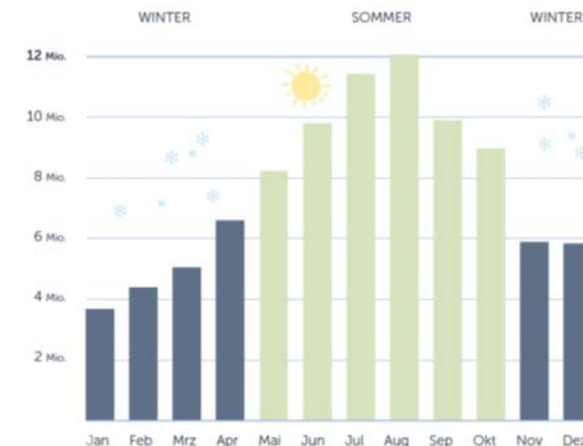 WINTER SOMMER WINTER
12 Mio.
10 Mio.
8 Mio.
6 Mio.
4 Mio.
2 Mio.
Jan Feb Mrz Apr Mai Jun Jul Aug Sep Okt Nov Dez